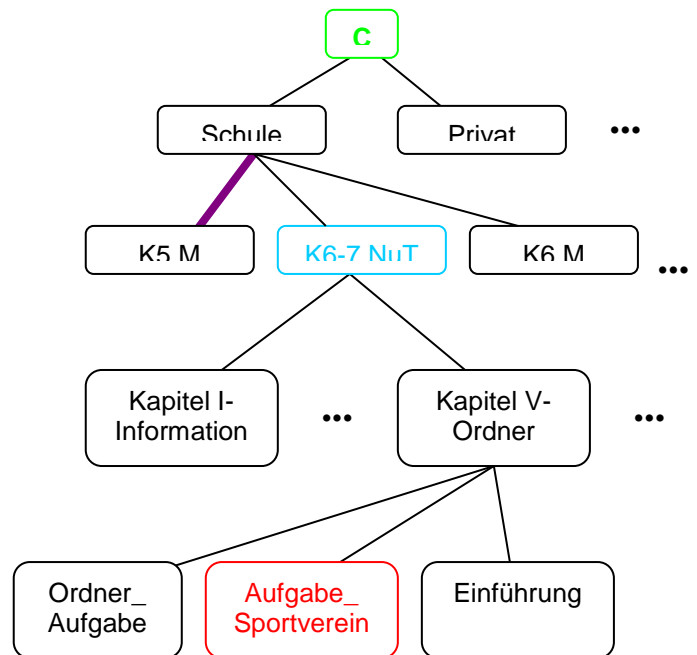 C
Schule
Privat
...
K5 M
K6-7 NuT
K6 M
...
Kapitel I-
Information
...
Kapitel V-
Ordner
...
Ordner_
Aufgabe
Aufgabe_
Sportverein
Einführung